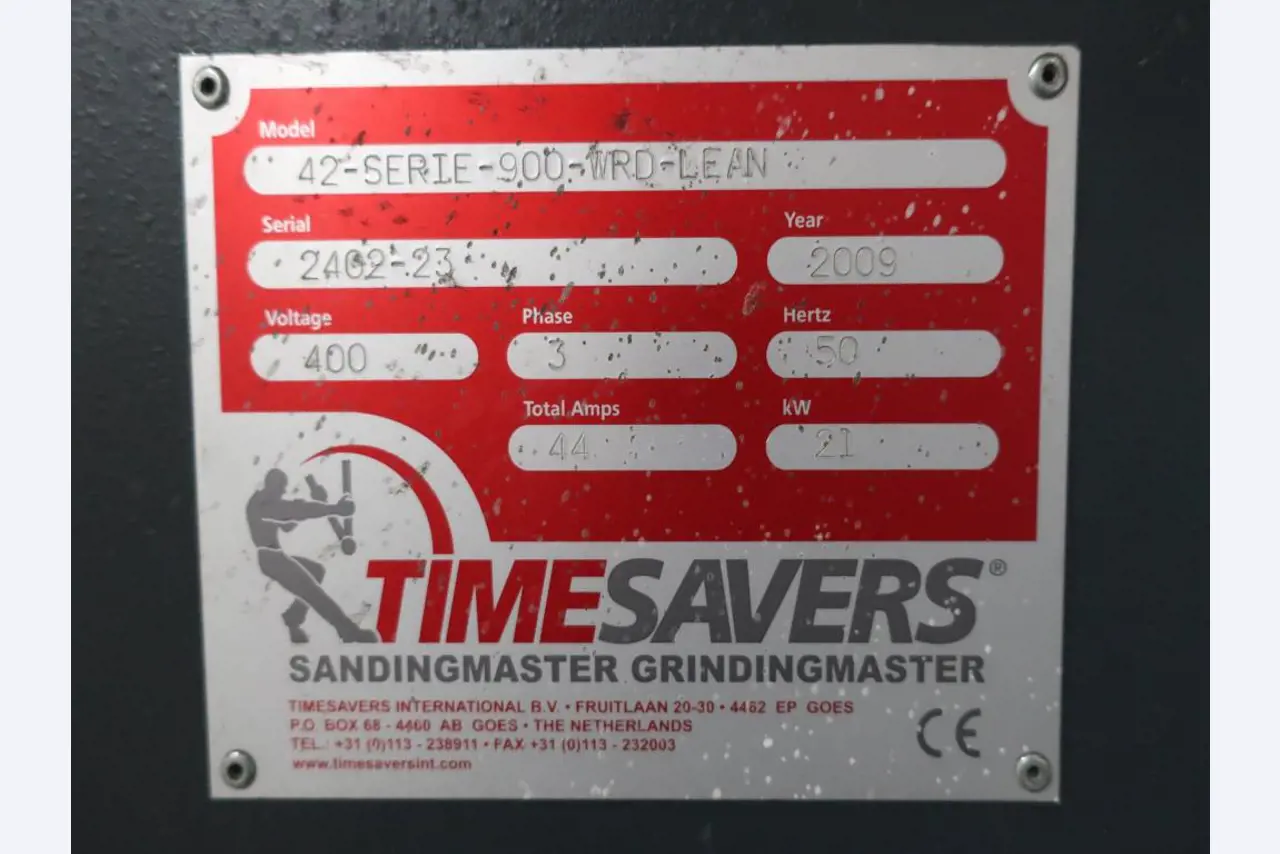 Model
42-SERIE-900-WRD-LEAN
Serial Year
2402-23 2009
Voltage Phase Hertz
400 3 50
Total Amps kW
44 21
TIMESAVERS®
SANDINGMASTER GRINDINGMASTER
TIMESAVERS INTERNATIONAL B.V. • FRUITLAAN 20-30 • 4462 EP GOES
P.O. BOX 68 - 4460 AB GOES • THE NETHERLANDS
TEL.: +31 (0)113 - 238911 • FAX +31 (0)113 - 232003
www.timesaversint.com
CE